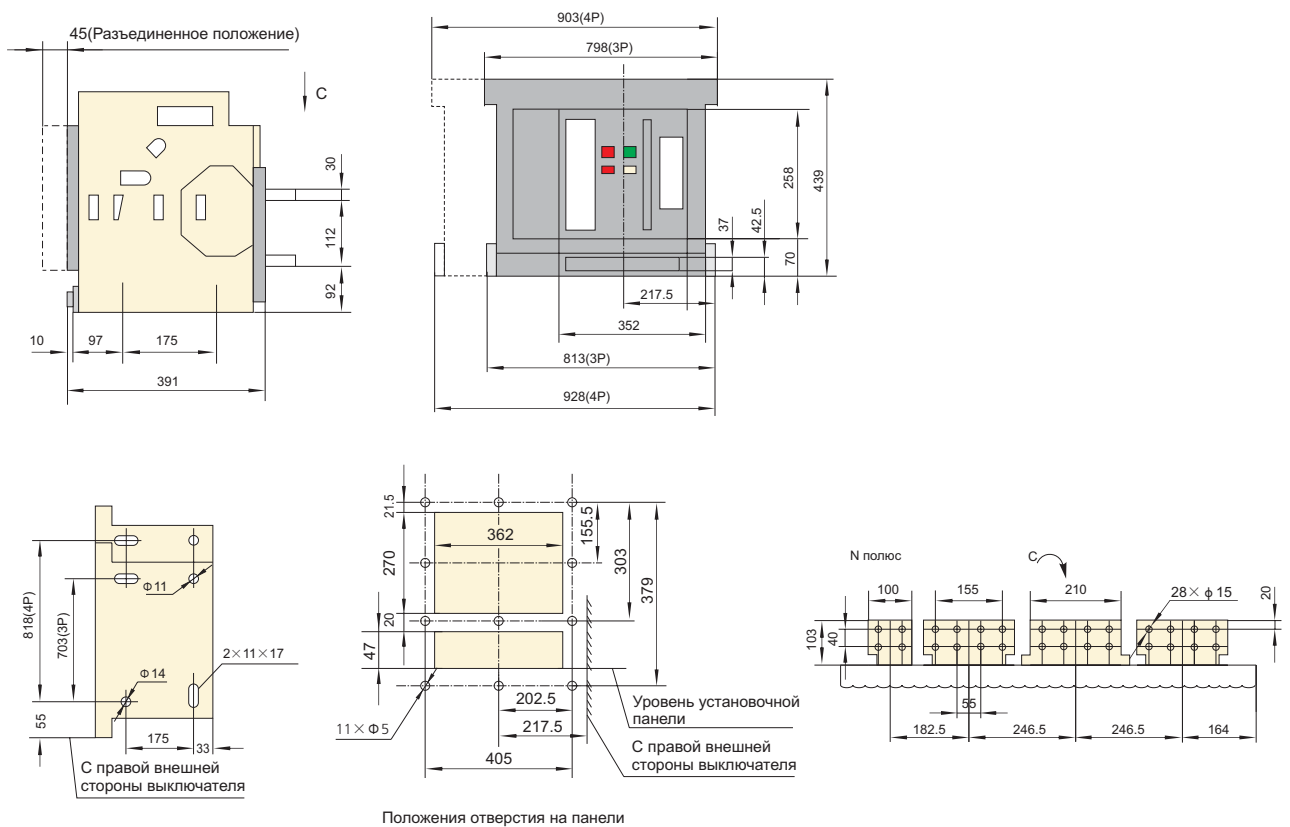 45(Разъединенное положение)
C
30
112
92
10
97
175
391
903(4P)
798(3P)
258
439
37
42.5
70
217.5
352
813(3P)
928(4P)
818(4P)
703(3P)
55
Φ11
Φ14
2×11×17
175
33
С правой внешней
стороны выключателя
21.5
270
20
47
362
155.5
303
379
11×Φ5
202.5
217.5
405
Уровень установочной
панели
С правой внешней
стороны выключателя
Положения отверстия на панели
N полюс
C
100
155
210
28× ϕ 15
20
103
40
55
182.5
246.5
246.5
164